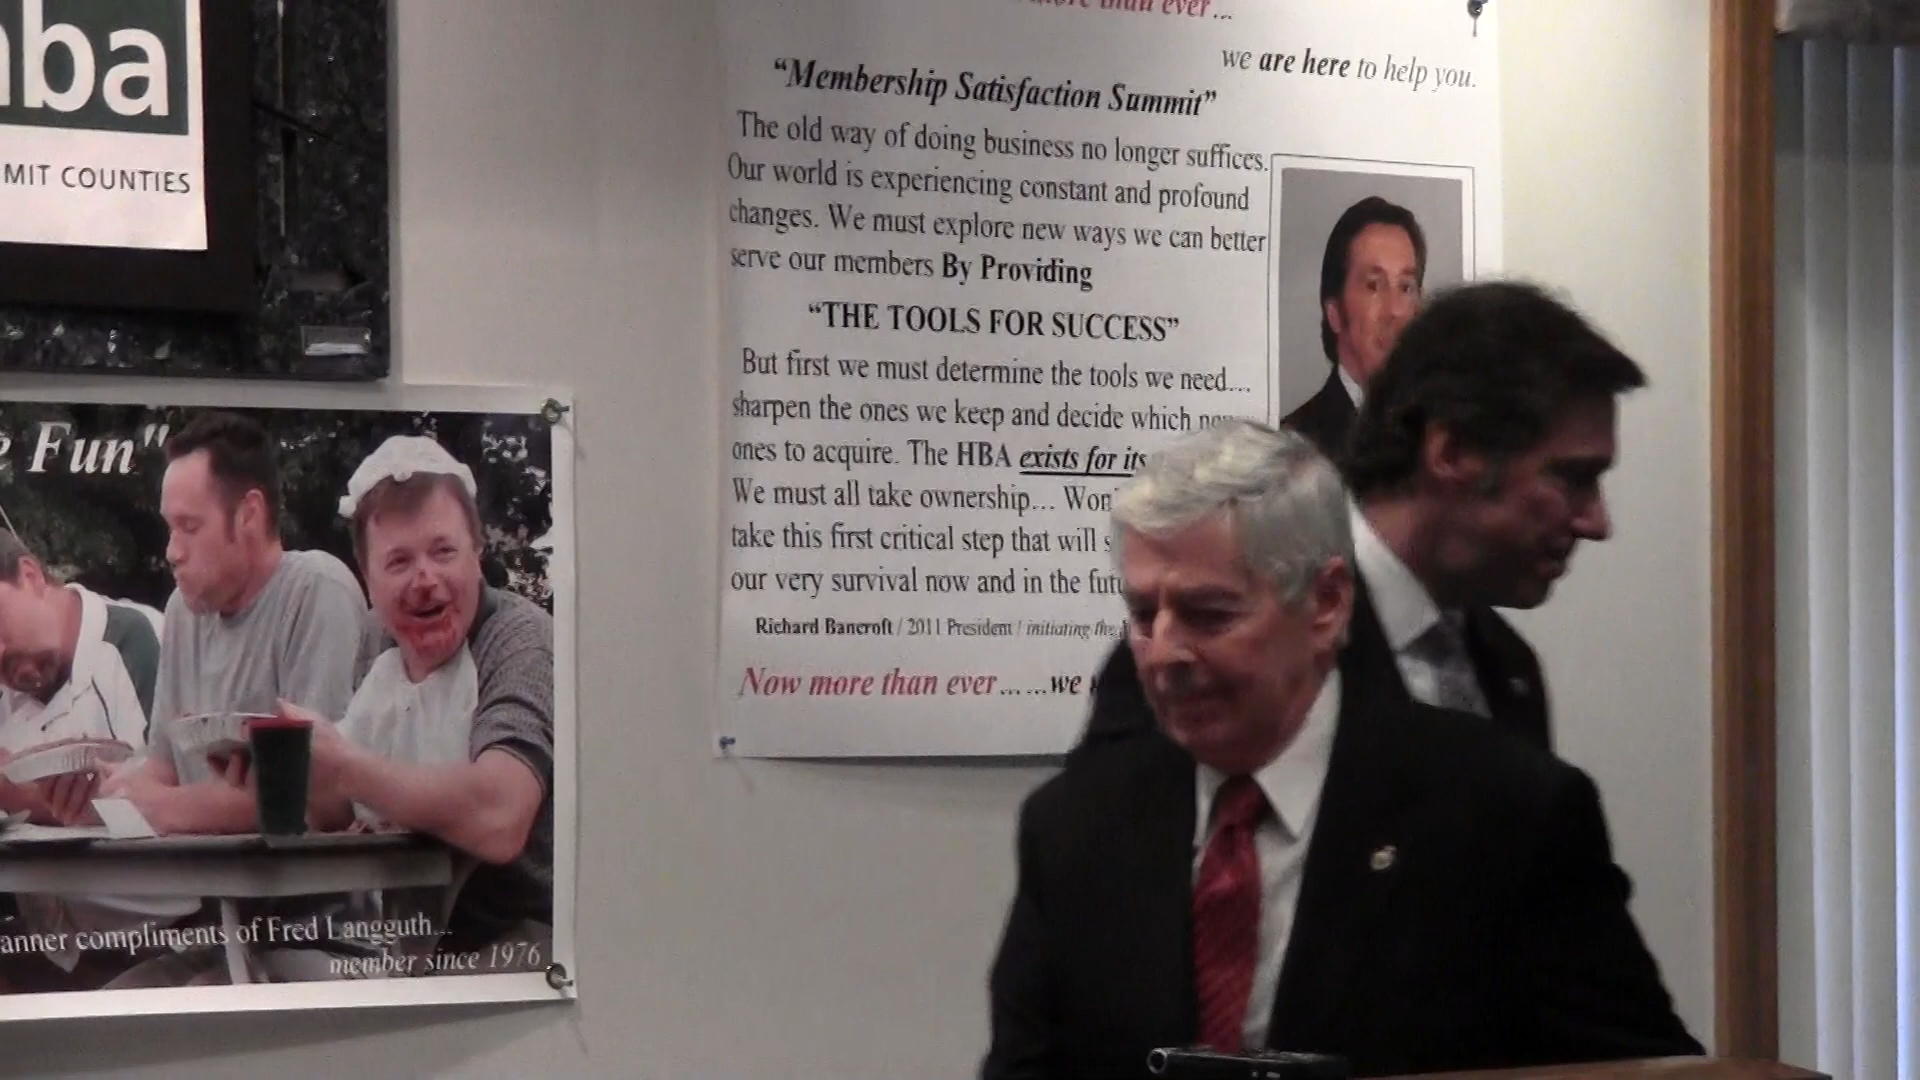 hba
MIT COUNTIES
Fun"
anner compliments of Fred Langguth...
member since 1976
more than ever...
we are here to help you.
“Membership Satisfaction Summit”
The old way of doing business no longer suffices.
Our world is experiencing constant and profound
changes. We must explore new ways we can better
serve our members By Providing
“THE TOOLS FOR SUCCESS”
But first we must determine the tools we need....
sharpen the ones we keep and decide which
ones to acquire. The HBA exists for its
We must all take ownership... Won
take this first critical step that will s
our very survival now and in the futu
Richard Bancroft / 2011 President / initiating the
Now more than ever......we